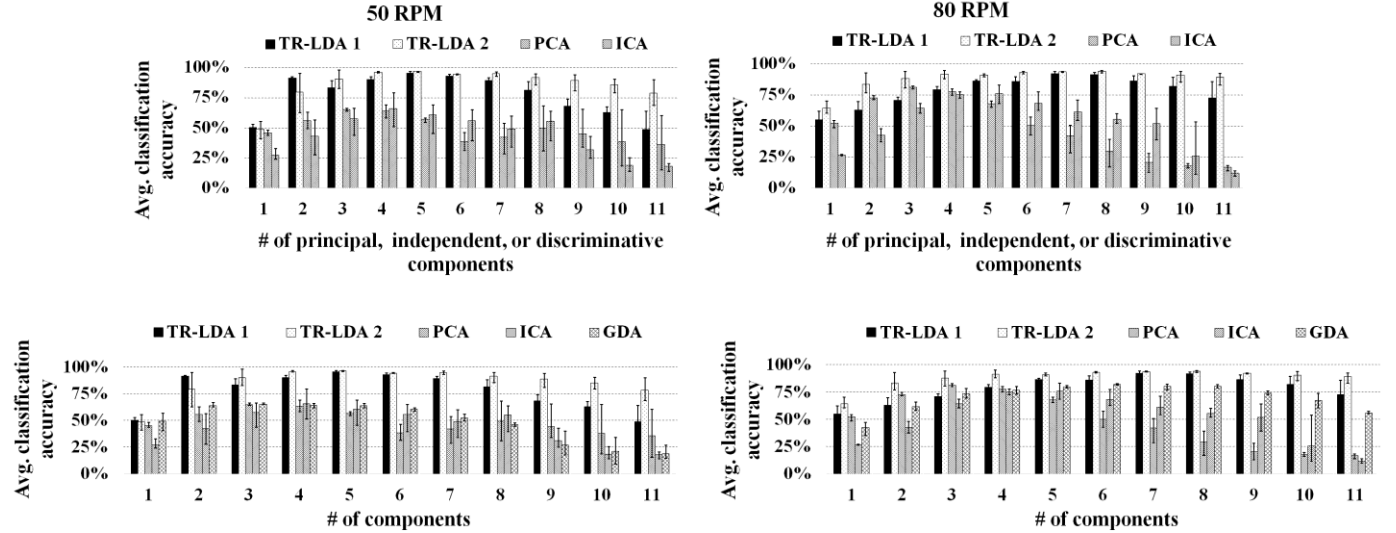 50 RPM
TR-LDA 1 TR-LDA 2 PCA ICA
Avg. classification
accuracy
100%
75%
50%
25%
0%
1 2 3 4 5 6 7 8 9 10 11
# of principal, independent, or discriminative
components
80 RPM
TR-LDA 1 TR-LDA 2 PCA ICA
Avg. classification
accuracy
100%
75%
50%
25%
0%
1 2 3 4 5 6 7 8 9 10 11
# of principal, independent, or discriminative
components
TR-LDA 1 TR-LDA 2 PCA ICA GDA
Avg. classification
accuracy
100%
75%
50%
25%
0%
1 2 3 4 5 6 7 8 9 10 11
# of components
TR-LDA 1 TR-LDA 2 PCA ICA GDA
Avg. classification
accuracy
100%
75%
50%
25%
0%
1 2 3 4 5 6 7 8 9 10 11
# of components